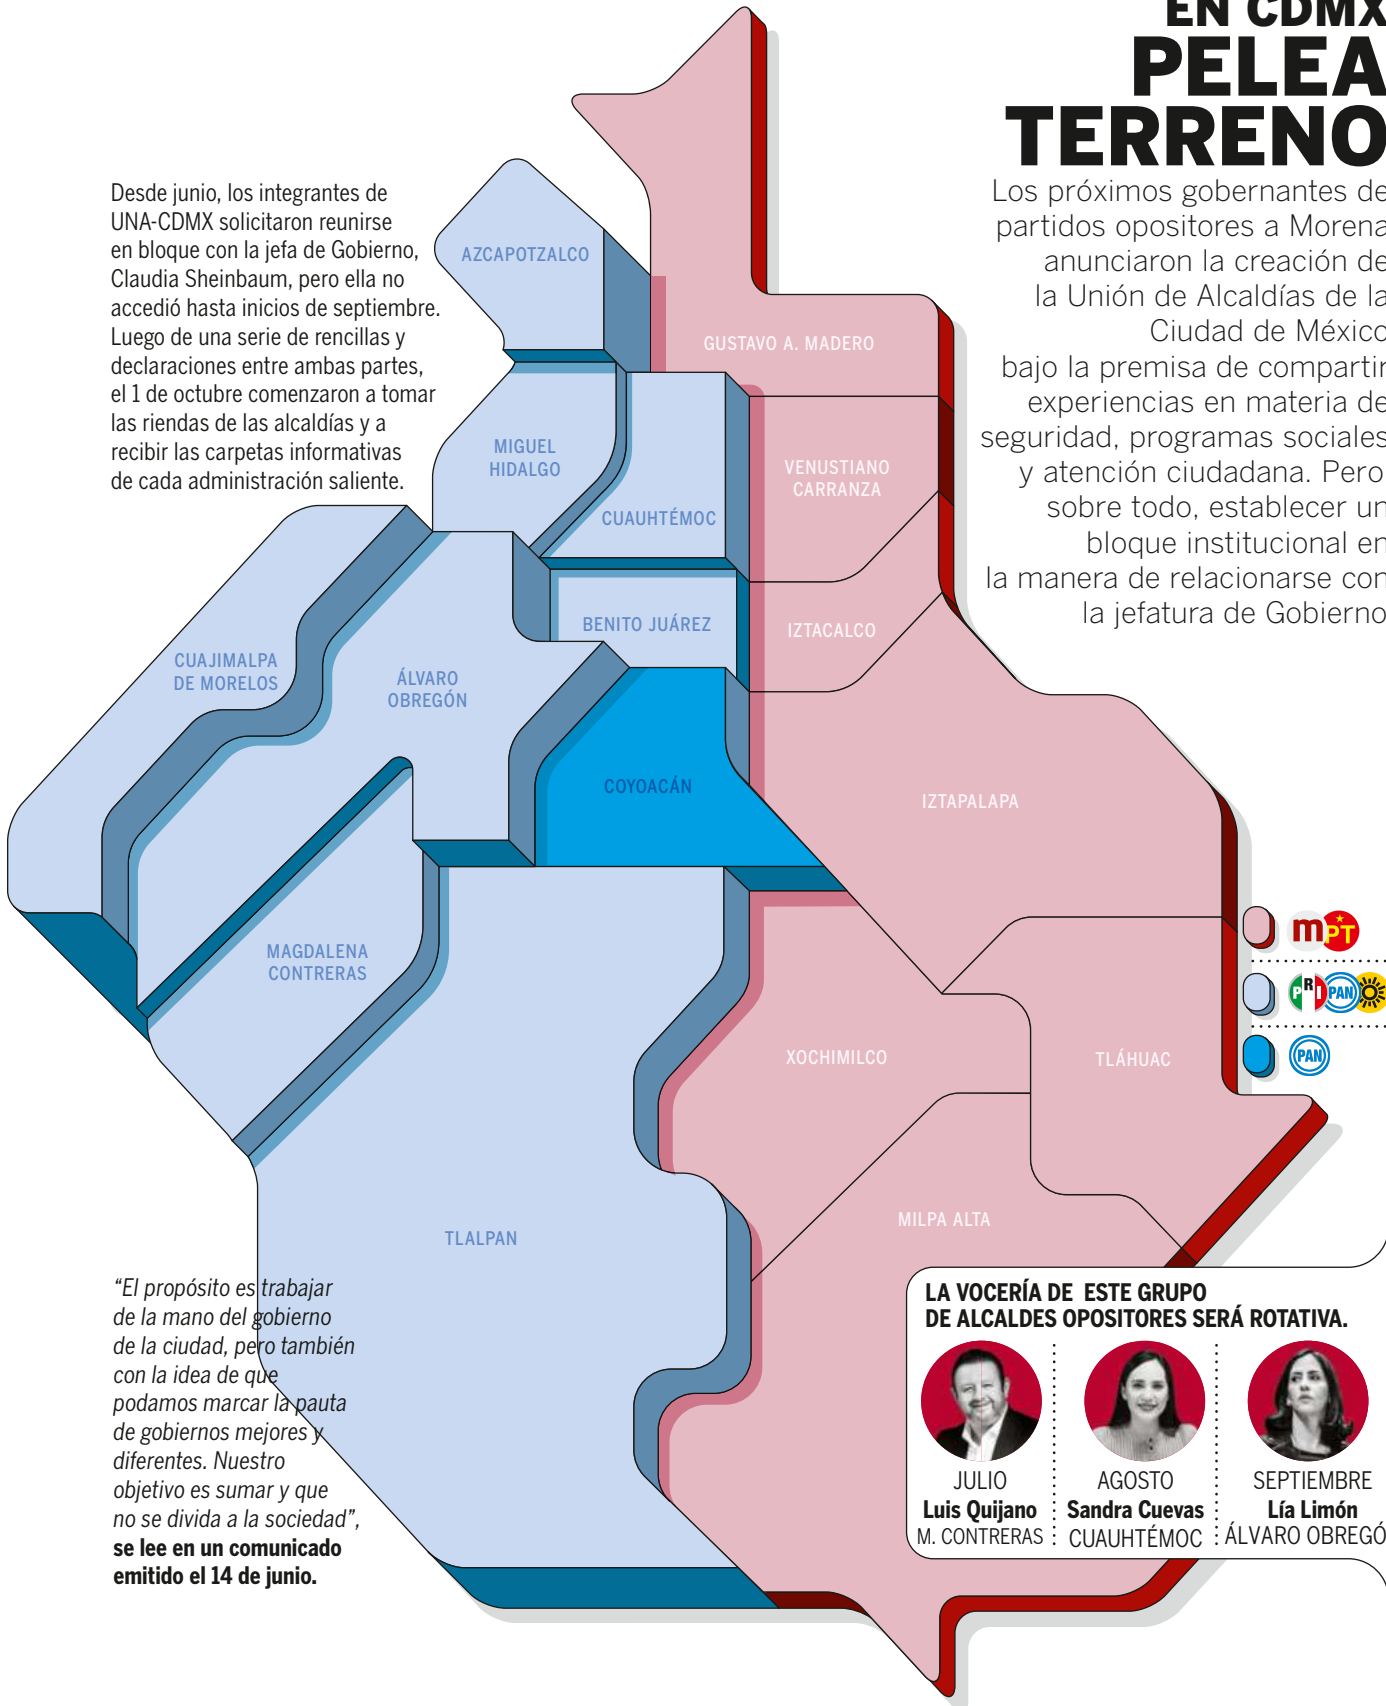 EN CDMX
PELEA
TERRENO
Los próximos gobernantes de
partidos opositores a Morena
anunciaron la creación de
la Unión de Alcaldías de la
Ciudad de México
bajo la premisa de compartir
experiencias en materia de
seguridad, programas sociales
y atención ciudadana. Pero
sobre todo, establecer un
bloque institucional en
la manera de relacionarse con
la jefatura de Gobierno
Desde junio, los integrantes de
UNA-CDMX solicitaron reunirse
en bloque con la jefa de Gobierno,
Claudia Sheinbaum, pero ella no
accedió hasta inicios de septiembre.
Luego de una serie de rencillas y
declaraciones entre ambas partes,
el 1 de octubre comenzaron a tomar
las riendas de las alcaldías y a
recibir las carpetas informativas
de cada administración saliente.
AZCAPOTZALCO
GUSTAVO A. MADERO
MIGUEL
HIDALGO
VENUSTIANO
CARRANZA
CUAUHTÉMOC
BENITO JUÁREZ
IZTACALCO
CUAJIMALPA
DE MORELOS
ÁLVARO
OBREGÓN
COYOACÁN
IZTAPALAPA
MAGDALENA
CONTRERAS
XOCHIMILCO
TLÁHUAC
MILPA ALTA
TLALPAN
m PT
PRI PAN
PAN
“El propósito es trabajar
de la mano del gobierno
de la ciudad, pero también
con la idea de que
podamos marcar la pauta
de gobiernos mejores y
diferentes. Nuestro
objetivo es sumar y que
no se divida a la sociedad”,
se lee en un comunicado
emitido el 14 de junio.
LA VOCERÍA DE ESTE GRUPO
DE ALCALDES OPOSITORES SERÁ ROTATIVA.
JULIO
Luis Quijano
M. CONTRERAS
AGOSTO
Sandra Cuevas
CUAUHTÉMOC
SEPTIEMBRE
Lía Limón
ÁLVARO OBREGÓ